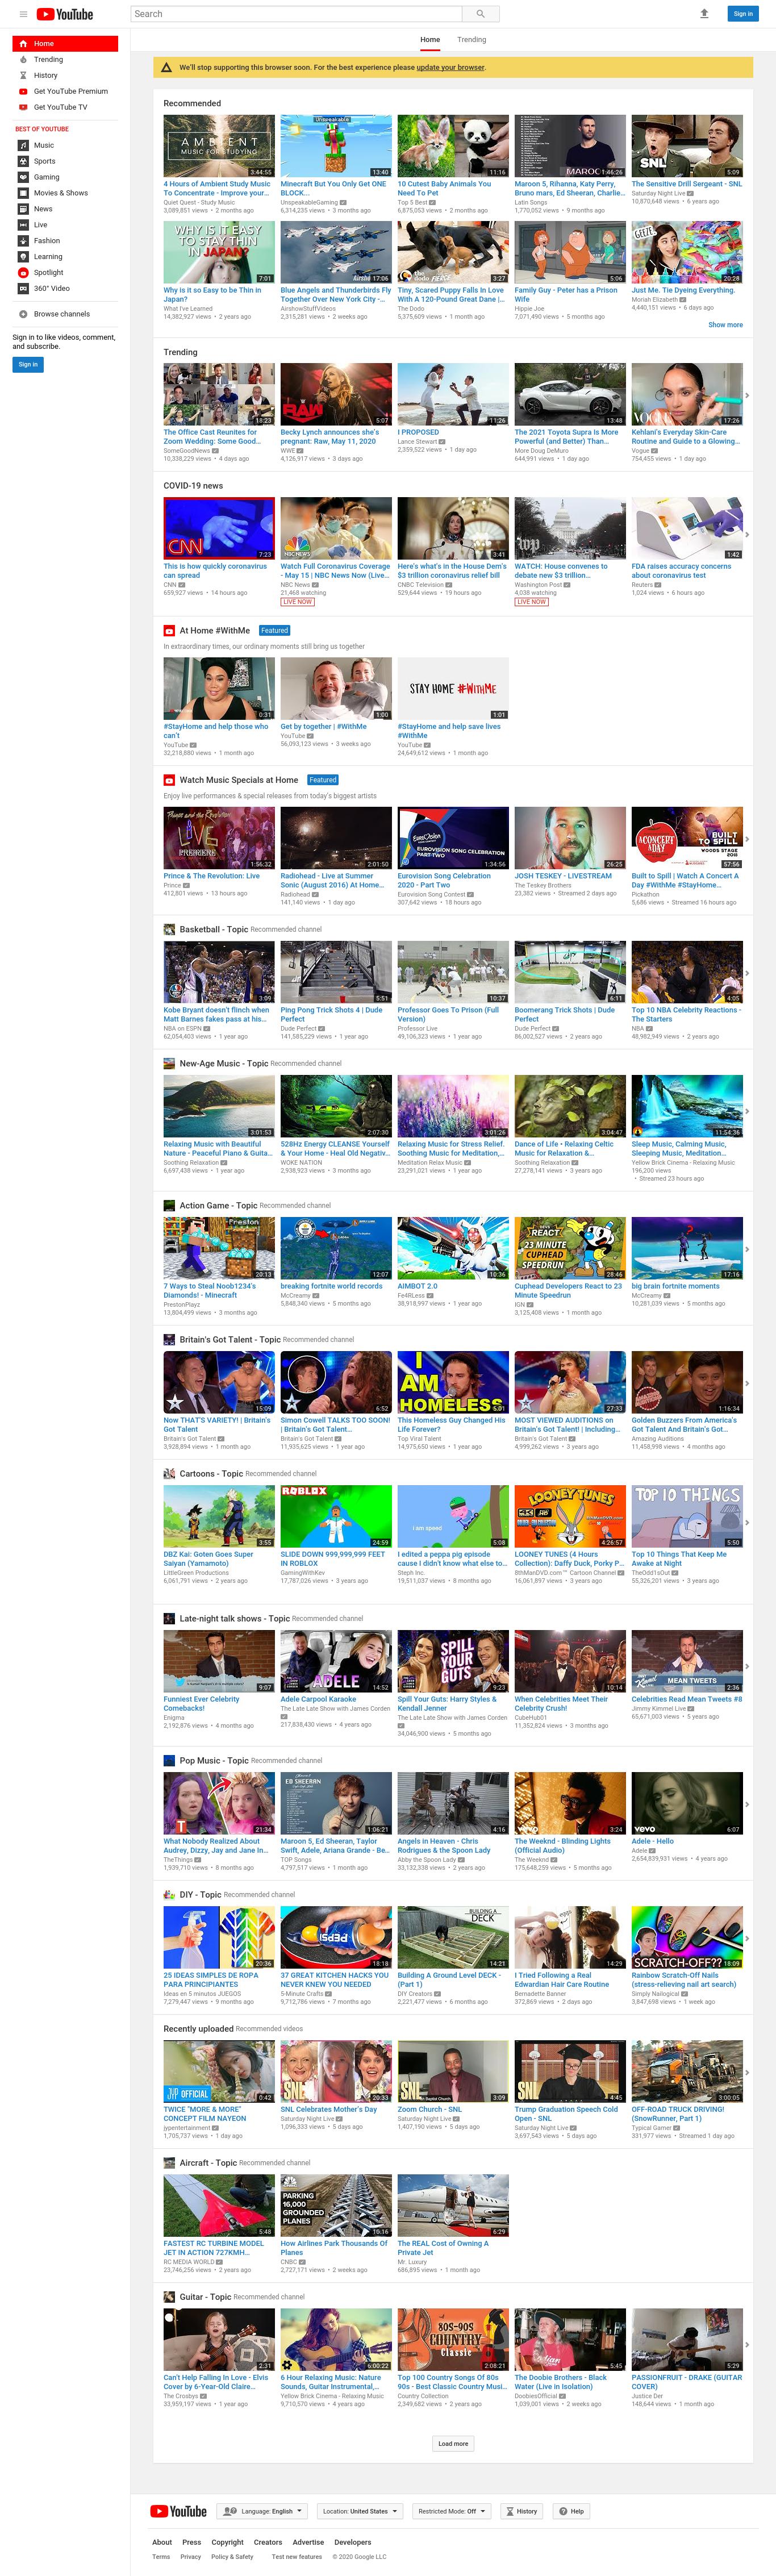 YouTube
Search
Sign in
Home
Trending
History
Get YouTube Premium
Get YouTube TV
BEST OF YOUTUBE
Music
Sports
Gaming
Movies & Shows
News
Live
Fashion
Learning
Spotlight
360° Video
Browse channels
Sign in to like videos, comment,
and subscribe.
Sign in
Home Trending
We'll stop supporting this browser soon. For the best experience please update your browser.
Recommended
AMBIENT
MUSIC FOR STUDYING
3:44:55
4 Hours of Ambient Study Music
To Concentrate - Improve your...
Quiet Quest - Study Music
3,089,851 views • 2 months ago
Unspeakable
13:40
Minecraft But You Only Get ONE
BLOCK...
UnspeakableGaming
6,314,235 views • 3 months ago
11:16
10 Cutest Baby Animals You
Need To Pet
Top 5 Best
6,875,053 views • 2 months ago
1:46:26
Maroon 5, Rihanna, Katy Perry,
Bruno mars, Ed Sheeran, Charlie...
Latin Songs
1,770,052 views • 9 months ago
SNL
5:09
The Sensitive Drill Sergeant - SNL
Saturday Night Live
10,870,648 views • 6 years ago
WHY IS IT EASY
TO STAY THIN
IN JAPAN?
7:01
Why is it so Easy to be Thin in
Japan?
What I've Learned
14,382,927 views • 2 years ago
17:06
Blue Angels and Thunderbirds Fly
Together Over New York City -...
AirshowStuffVideos
2,315,281 views • 2 weeks ago
3:27
Tiny, Scared Puppy Falls In Love
With A 120-Pound Great Dane |...
The Dodo
5,375,609 views • 1 month ago
5:06
Family Guy - Peter has a Prison
Wife
Hippie Joe
7,071,490 views • 5 months ago
20:28
Just Me. Tie Dyeing Everything.
Moriah Elizabeth
4,440,151 views • 6 days ago
Show more
Trending
18:23
The Office Cast Reunites for
Zoom Wedding: Some Good...
SomeGoodNews
10,338,229 views • 4 days ago
RAW
5:07
Becky Lynch announces she's
pregnant: Raw, May 11, 2020
WWE
4,126,917 views • 3 days ago
11:26
I PROPOSED
Lance Stewart
2,359,522 views • 1 day ago
13:48
The 2021 Toyota Supra Is More
Powerful (and Better) Than...
More Doug DeMuro
644,991 views • 1 day ago
VOGUE
17:26
Kehlani's Everyday Skin-Care
Routine and Guide to a Glowing...
Vogue
754,455 views • 1 day ago
COVID-19 news
CNN
7:23
This is how quickly coronavirus
can spread
CNN
659,927 views • 14 hours ago
NBC NEWS
Watch Full Coronavirus Coverage
- May 15 | NBC News Now (Live...
NBC News
21,468 watching
LIVE NOW
3:41
Here's what's in the House Dem's
$3 trillion coronavirus relief bill
CNBC Television
529,644 views • 19 hours ago
wp
WATCH: House convenes to
debate new $3 trillion...
Washington Post
4,038 watching
LIVE NOW
1:42
FDA raises accuracy concerns
about coronavirus test
Reuters
1,024 views • 6 hours ago
At Home #WithMe Featured
In extraordinary times, our ordinary moments still bring us together
0:31
#StayHome and help those who
can't
YouTube
32,218,880 views • 1 month ago
1:00
Get by together | #WithMe
YouTube
56,093,123 views • 3 weeks ago
STAY HOME #WITHME
1:01
#StayHome and help save lives
#WithMe
YouTube
24,649,612 views • 1 month ago
Watch Music Specials at Home Featured
Enjoy live performances & special releases from today's biggest artists
LIVE
PREMIERE
1:56:32
Prince & The Revolution: Live
Prince
412,801 views • 13 hours ago
2:01:50
Radiohead - Live at Summer
Sonic (August 2016) At Home...
Radiohead
141,140 views • 1 day ago
EUROVISION SONG CELEBRATION
PART TWO
1:34:56
Eurovision Song Celebration
2020 - Part Two
Eurovision Song Contest
307,642 views • 18 hours ago
26:25
JOSH TESKEY - LIVESTREAM
The Teskey Brothers
23,382 views • Streamed 2 days ago
ACONCERT DAY
BUILT
TO SPILL
WOODS STAGE
57:56
Built to Spill | Watch A Concert A
Day #WithMe #StayHome...
Pickathon
5,686 views • Streamed 16 hours ago
Basketball - Topic Recommended channel
3:09
Kobe Bryant doesn't flinch when
Matt Barnes fakes pass at his...
NBA on ESPN
62,054,403 views • 1 year ago
5:51
Ping Pong Trick Shots 4 | Dude
Perfect
Dude Perfect
141,585,229 views • 1 year ago
10:37
Professor Goes To Prison (Full
Version)
Professor Live
49,106,323 views • 1 year ago
6:11
Boomerang Trick Shots | Dude
Perfect
Dude Perfect
86,002,527 views • 2 years ago
4:05
Top 10 NBA Celebrity Reactions -
The Starters
NBA
48,982,949 views • 2 years ago
New-Age Music - Topic Recommended channel
3:01:53
Relaxing Music with Beautiful
Nature - Peaceful Piano & Guita...
Soothing Relaxation
6,697,438 views • 1 year ago
2:07:30
528Hz Energy CLEANSE Yourself
& Your Home - Heal Old Negativ...
WOKE NATION
2,938,923 views • 3 months ago
3:01:26
Relaxing Music for Stress Relief.
Soothing Music for Meditation,...
Meditation Relax Music
23,291,021 views • 1 year ago
3:04:47
Dance of Life • Relaxing Celtic
Music for Relaxation &...
Soothing Relaxation
27,278,141 views • 3 years ago
11:54:36
Sleep Music, Calming Music,
Sleeping Music, Meditation...
Yellow Brick Cinema - Relaxing Music
196,200 views
• Streamed 23 hours ago
Action Game - Topic Recommended channel
Preston
20:13
7 Ways to Steal Noob1234's
Diamonds! - Minecraft
PrestonPlayz
13,804,499 views • 3 months ago
12:07
breaking fortnite world records
McCreamy
5,848,340 views • 5 months ago
10:36
AIMBOT 2.0
Fe4RLess
38,918,997 views • 1 year ago
REACT
23 MINUTE
CUPHEAD
SPEEDRUN
28:46
Cuphead Developers React to 23
Minute Speedrun
IGN
3,125,408 views • 1 month ago
17:16
big brain fortnite moments
McCreamy
10,281,039 views • 5 months ago
Britain's Got Talent - Topic Recommended channel
15:09
Now THAT'S VARIETY! | Britain's
Got Talent
Britain's Got Talent
3,928,894 views • 1 month ago
6:52
Simon Cowell TALKS TOO SOON!
| Britain's Got Talent...
Britain's Got Talent
11,935,625 views • 1 year ago
I AM
HOMELESS
5:01
This Homeless Guy Changed His
Life Forever?
Top Viral Talent
14,975,650 views • 1 year ago
27:33
MOST VIEWED AUDITIONS on
Britain's Got Talent! | Including...
Britain's Got Talent
4,999,262 views • 3 years ago
1:16:34
Golden Buzzers From America's
Got Talent And Britain's Got...
Amazing Auditions
11,458,998 views • 4 months ago
Cartoons - Topic Recommended channel
3:55
DBZ Kai: Goten Goes Super
Saiyan (Yamamoto)
LittleGreen Productions
6,061,791 views • 2 years ago
ROBLOX
24:59
SLIDE DOWN 999,999,999 FEET
IN ROBLOX
GamingWithKev
17,787,026 views • 3 years ago
I am speed
5:08
I edited a peppa pig episode
cause I didn't know what else to...
Steph Inc.
19,511,037 views • 8 months ago
LOONEY TUNES
4:26:57
LOONEY TUNES (4 Hours
Collection): Daffy Duck, Porky P...
8thManDVD.com™ Cartoon Channel
16,061,897 views • 3 years ago
TOP 10 THINGS
5:50
Top 10 Things That Keep Me
Awake at Night
TheOdd1sOut
55,326,201 views • 3 years ago
Late-night talk shows - Topic Recommended channel
9:07
Funniest Ever Celebrity
Comebacks!
Enigma
2,192,876 views • 4 months ago
ADELE
14:52
Adele Carpool Karaoke
The Late Late Show with James Corden
217,838,430 views • 4 years ago
SPILL
YOUR
GUTS
9:23
Spill Your Guts: Harry Styles &
Kendall Jenner
The Late Late Show with James Corden
34,046,900 views • 5 months ago
10:14
When Celebrities Meet Their
Celebrity Crush!
CubeHub01
11,352,824 views • 3 months ago
MEAN TWEETS
2:36
Celebrities Read Mean Tweets #8
Jimmy Kimmel Live
65,671,003 views • 5 years ago
Pop Music - Topic Recommended channel
21:34
What Nobody Realized About
Audrey, Dizzy, Jay and Jane In...
TheThings
1,939,710 views • 8 months ago
ED SHEERAN
1:06:21
Maroon 5, Ed Sheeran, Taylor
Swift, Adele, Ariana Grande - Be...
TOP Songs
4,797,517 views • 1 month ago
4:16
Angels in Heaven - Chris
Rodrigues & the Spoon Lady
Abby the Spoon Lady
33,132,338 views • 2 years ago
vevo
3:24
The Weeknd - Blinding Lights
(Official Audio)
The Weeknd
175,648,259 views • 5 months ago
vevo
6:07
Adele - Hello
Adele
2,654,839,931 views • 4 years ago
DIY - Topic Recommended channel
20:36
25 IDEAS SIMPLES DE ROPA
PARA PRINCIPIANTES
Ideas en 5 minutos JUEGOS
7,279,447 views • 9 months ago
18:18
37 GREAT KITCHEN HACKS YOU
NEVER KNEW YOU NEEDED
5-Minute Crafts
9,712,786 views • 7 months ago
BUILDING A
DECK
14:21
Building A Ground Level DECK -
(Part 1)
DIY Creators
2,221,477 views • 6 months ago
14:29
I Tried Following a Real
Edwardian Hair Care Routine
Bernadette Banner
372,869 views • 2 days ago
SCRATCH-OFF??
18:09
Rainbow Scratch-Off Nails
(stress-relieving nail art search)
Simply Nailogical
3,847,698 views • 1 week ago
Recently uploaded Recommended videos
JYP OFFICIAL
0:42
TWICE "MORE & MORE"
CONCEPT FILM NAYEON
jypentertainment
1,705,737 views • 1 day ago
SNL
20:33
SNL Celebrates Mother's Day
Saturday Night Live
1,096,333 views • 5 days ago
SNL
3:09
Zoom Church - SNL
Saturday Night Live
1,407,190 views • 5 days ago
SNL
4:45
Trump Graduation Speech Cold
Open - SNL
Saturday Night Live
3,697,543 views • 5 days ago
3:00:05
OFF-ROAD TRUCK DRIVING!
(SnowRunner, Part 1)
Typical Gamer
331,977 views • Streamed 1 day ago
Aircraft - Topic Recommended channel
5:48
FASTEST RC TURBINE MODEL
JET IN ACTION 727KMH...
RC MEDIA WORLD
23,746,256 views • 2 years ago
PARKING
16,000
GROUNDED
PLANES
10:16
How Airlines Park Thousands Of
Planes
CNBC
2,727,171 views • 2 weeks ago
6:29
The REAL Cost of Owning A
Private Jet
Mr. Luxury
686,895 views • 1 month ago
Guitar - Topic Recommended channel
2:31
Can't Help Falling In Love - Elvis
Cover by 6-Year-Old Claire...
The Crosbys
33,959,197 views • 1 year ago
6:00:22
6 Hour Relaxing Music: Nature
Sounds, Guitar Instrumental,...
Yellow Brick Cinema - Relaxing Music
9,710,570 views • 4 years ago
80S-90S
COUNTRY
classic
2:08:21
Top 100 Country Songs Of 80s
90s - Best Classic Country Musi...
Country Collection
2,349,682 views • 2 years ago
5:45
The Doobie Brothers - Black
Water (Live in Isolation)
DoobiesOfficial
1,039,001 views • 2 weeks ago
5:29
PASSIONFRUIT - DRAKE (GUITAR
COVER)
Justice Der
148,644 views • 1 month ago
Load more
YouTube
Language: English
Location: United States
Restricted Mode: Off
History
Help
About Press Copyright Creators Advertise Developers
Terms Privacy Policy & Safety Test new features © 2020 Google LLC